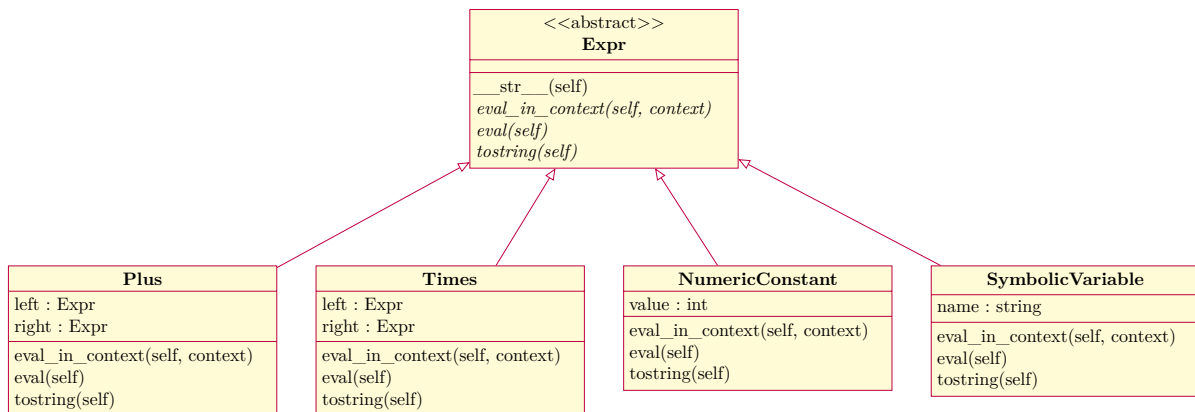 <<abstract>>
Expr
__str__(self)
eval_in_context(self, context)
eval(self)
tostring(self)
Plus
left : Expr
right : Expr
eval_in_context(self, context)
eval(self)
tostring(self)
Times
left : Expr
right : Expr
eval_in_context(self, context)
eval(self)
tostring(self)
NumericConstant
value : int
eval_in_context(self, context)
eval(self)
tostring(self)
SymbolicVariable
name : string
eval_in_context(self, context)
eval(self)
tostring(self)